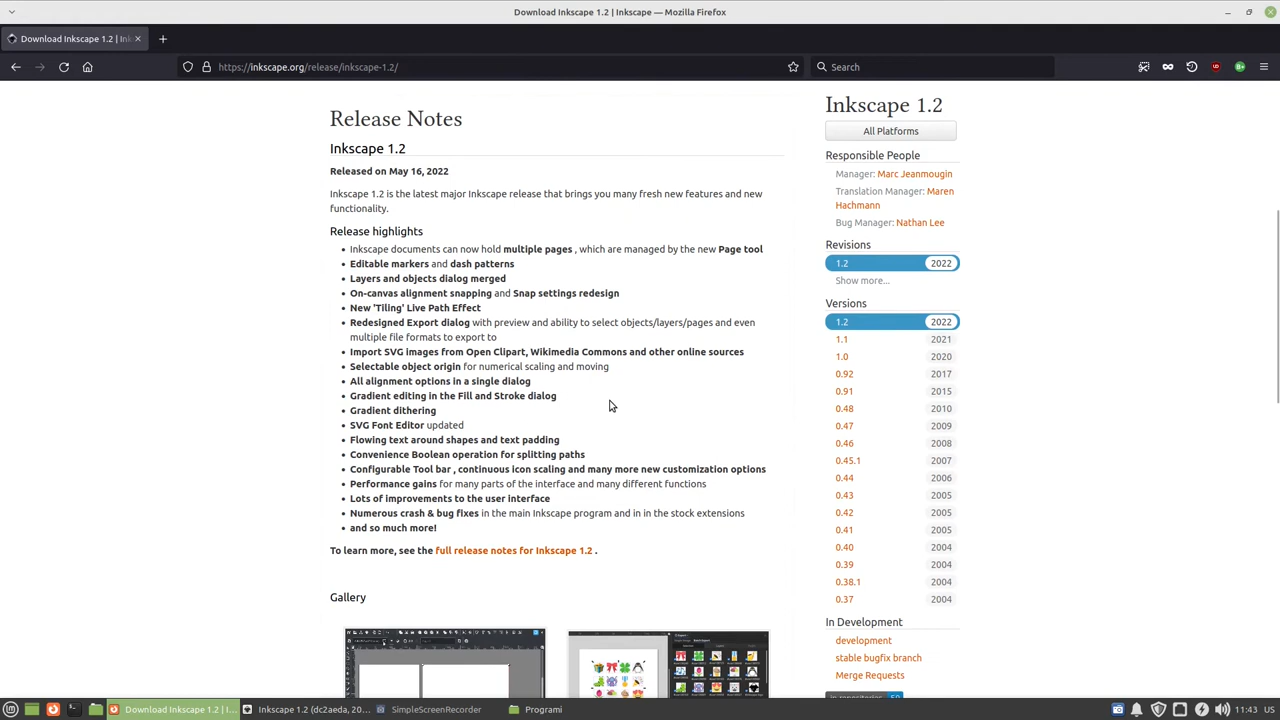 Download Inkscape 1.2 | Inkscape — Mozilla Firefox
Download Inkscape 1.2 | In
https://inkscape.org/release/inkscape-1.2/
Search
Release Notes
Inkscape 1.2
Released on May 16, 2022
Inkscape 1.2 is the latest major Inkscape release that brings you many fresh new features and new
functionality.
Release highlights
• Inkscape documents can now hold multiple pages , which are managed by the new Page tool
• Editable markers and dash patterns
• Layers and objects dialog merged
• On-canvas alignment snapping and Snap settings redesign
• New 'Tiling' Live Path Effect
• Redesigned Export dialog with preview and ability to select objects/layers/pages and even
multiple file formats to export to
• Import SVG images from Open Clipart, Wikimedia Commons and other online sources
• Selectable object origin for numerical scaling and moving
• All alignment options in a single dialog
• Gradient editing in the Fill and Stroke dialog
• Gradient dithering
• SVG Font Editor updated
• Flowing text around shapes and text padding
• Convenience Boolean operation for splitting paths
• Configurable Tool bar , continuous icon scaling and many more new customization options
• Performance gains for many parts of the interface and many different functions
• Lots of improvements to the user interface
• Numerous crash & bug fixes in the main Inkscape program and in in the stock extensions
• and so much more!
To learn more, see the full release notes for Inkscape 1.2 .
Gallery
Inkscape 1.2
All Platforms
Responsible People
Manager: Marc Jeanmougin
Translation Manager: Maren
Hachmann
Bug Manager: Nathan Lee
Revisions
1.2 2022
Show more...
Versions
1.2 2022
1.1 2021
1.0 2020
0.92 2017
0.91 2015
0.48 2010
0.47 2009
0.46 2008
0.45.1 2007
0.44 2006
0.43 2005
0.42 2005
0.41 2005
0.40 2004
0.39 2004
0.38.1 2004
0.37 2004
In Development
development
stable bugfix branch
Merge Requests
in repositories 50
Download Inkscape 1.2 | I...
Inkscape 1.2 (dc2aeda, 20...
SimpleScreenRecorder
Programi
11:43 US